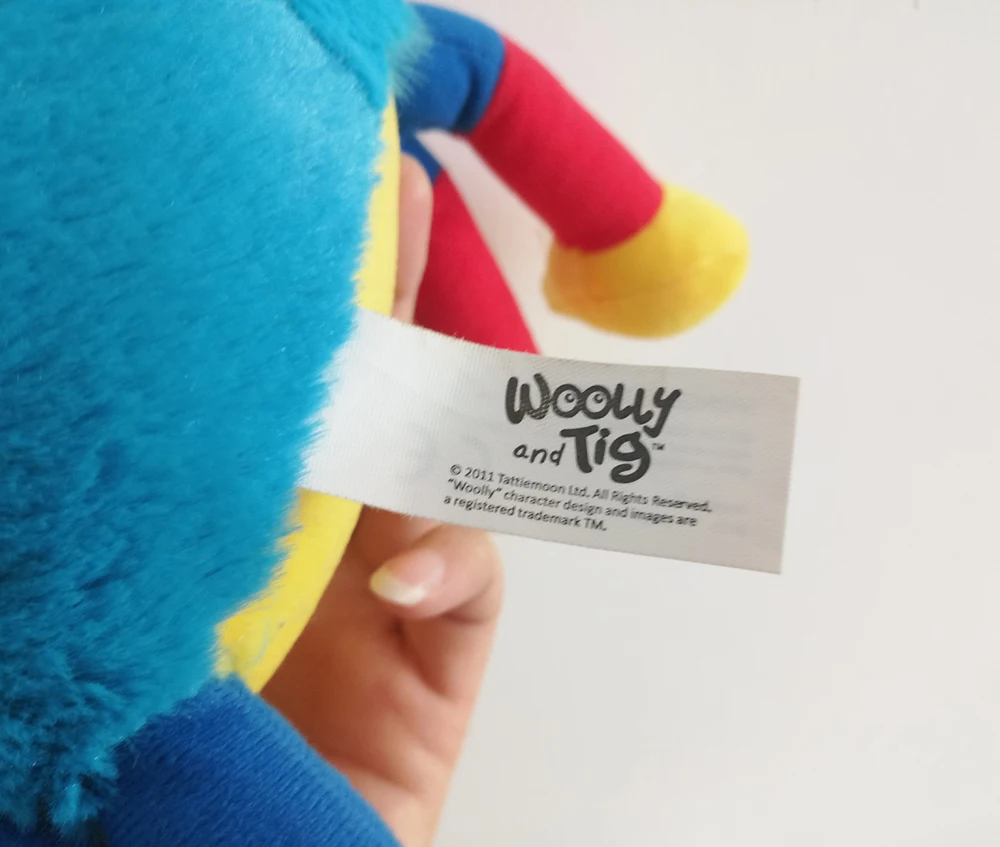 Woolly
and Tig™
© 2011 Tattiemoon Ltd. All Rights Reserved.
"Woolly" character design and images are
a registered trademark TM.